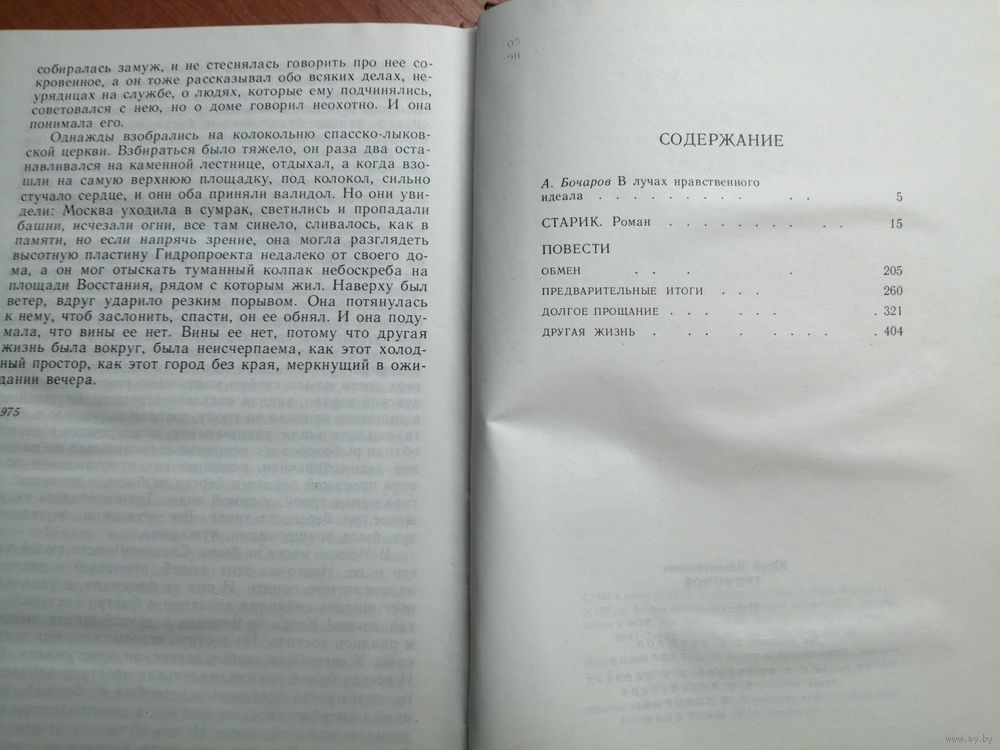 собиралась замуж, и не стеснялась говорить про нее со-
кровенное, а он тоже рассказывал обо всяких делах, не-
урядицах на службе, о людях, которые ему подчинялись,
советовался с нею, но о доме говорил неохотно. И она
понимала его.
Однажды взобрались на колокольню спасско-лыков-
ской церкви. Взбираться было тяжело, он раза два оста-
навливался на каменной лестнице, отдыхал, а когда взо-
шли на самую верхнюю площадку, под колокол, сильно
стучало сердце, и они оба приняли валидол. Но они уви-
дели: Москва уходила в сумрак, светились и пропадали
башни, исчезали огни, все там синело, сливалось, как в
памяти, но если напрячь зрение, она могла разглядеть
высотную пластину Гидропроекта недалеко от своего до-
ма, а он мог отыскать туманный колпак небоскреба на
площади Восстания, рядом с которым жил. Наверху был
ветер, вдруг ударило резким порывом. Она потянулась
к нему, чтоб заслонить, спасти, он ее обнял. И она поду-
мала, что вины ее нет. Вины ее нет, потому что другая
жизнь была вокруг, была неисчерпаема, как этот холод-
ный простор, как этот город без края, меркнущий в ожи-
дании вечера.
975
СОДЕРЖАНИЕ
А. Бочаров В лучах нравственного
идеала . . . . . . . . . . . 5
СТАРИК. Роман . . . . . . . . . 15
ПОВЕСТИ
ОБМЕН . . . . 205
ПРЕДВАРИТЕЛЬНЫЕ ИТОГИ . . . 260
ДОЛГОЕ ПРОЩАНИЕ . . . . 321
ДРУГАЯ ЖИЗНЬ . . . . . . . 404
www.ay.by